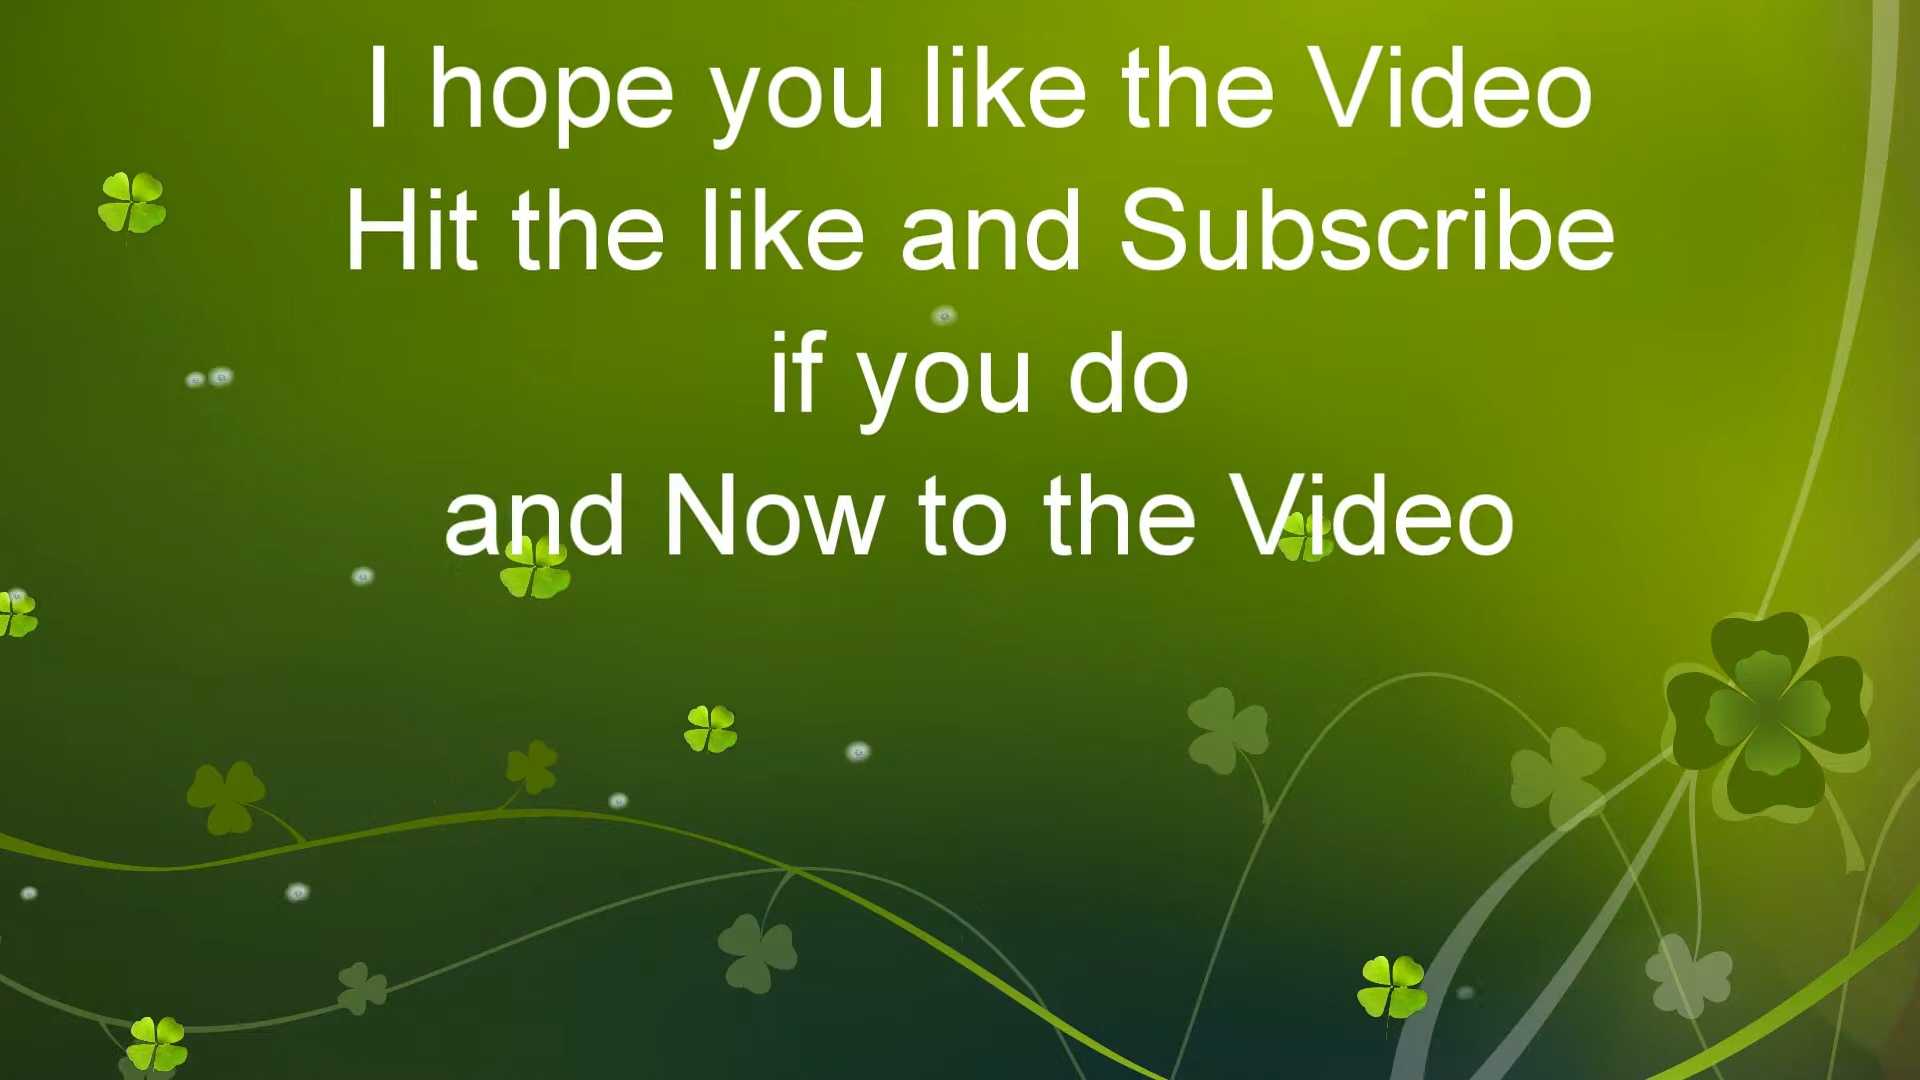 I hope you like the Video
Hit the like and Subscribe
if you do
and Now to the Video